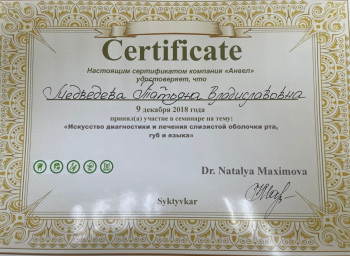 Certificate
Настоящим сертификатом компания «Анвел»
удостоверяет, что
Медведева Татьяна Владиславовна
9 декабря 2018 года
принял(а) участие в семинаре на тему:
«Искусство диагностики и лечения слизистой оболочки рта,
губ и языка»
Dr. Natalya Maximova
Syktyvkar